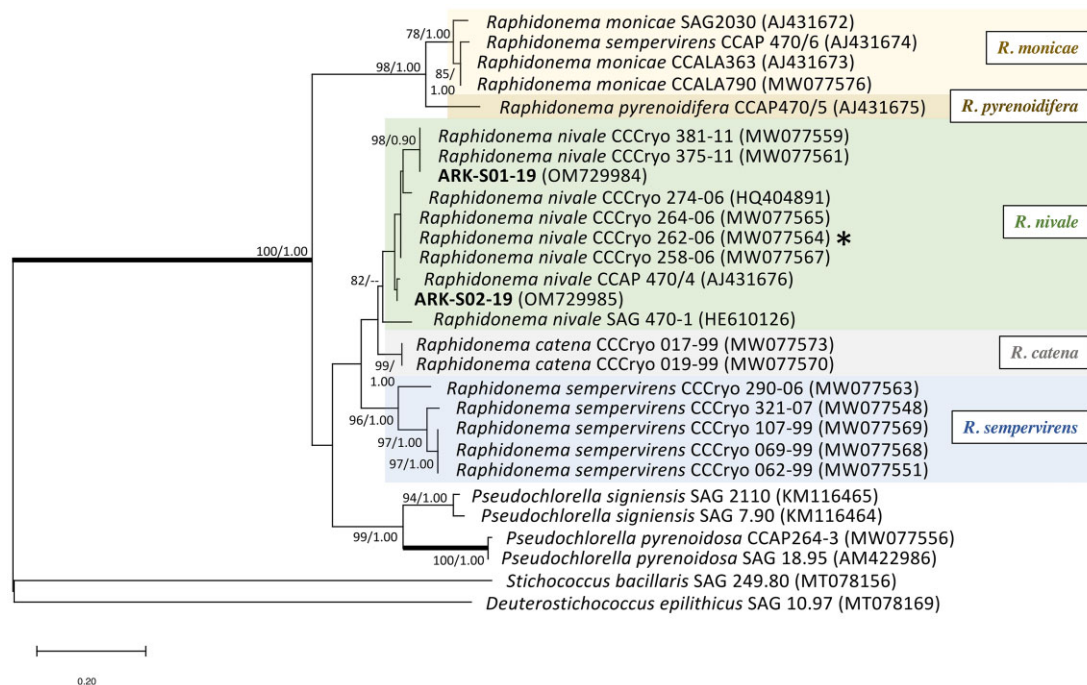 Raphidonema monicae SAG2030 (AJ431672)
78/1.00
Raphidonema sempervirens CCAP 470/6 (AJ431674)
R. monicae
Raphidonema monicae CCALA363 (AJ431673)
98/1.00
85/
1.00
Raphidonema monicae CCALA790 (MW077576)
Raphidonema pyrenoidifera CCAP470/5 (AJ431675)
R. pyrenoidifera
98/0.90
Raphidonema nivale CCCryo 381-11 (MW077559)
Raphidonema nivale CCCryo 375-11 (MW077561)
ARK-S01-19 (OM729984)
Raphidonema nivale CCCryo 274-06 (HQ404891)
Raphidonema nivale CCCryo 264-06 (MW077565)
R. nivale
Raphidonema nivale CCCryo 262-06 (MW077564) *
100/1.00
Raphidonema nivale CCCryo 258-06 (MW077567)
82/--
Raphidonema nivale CCAP 470/4 (AJ431676)
ARK-S02-19 (OM729985)
Raphidonema nivale SAG 470-1 (HE610126)
Raphidonema catena CCCryo 017-99 (MW077573)
R. catena
99/
1.00
Raphidonema catena CCCryo 019-99 (MW077570)
Raphidonema sempervirens CCCryo 290-06 (MW077563)
Raphidonema sempervirens CCCryo 321-07 (MW077548)
96/1.00
Raphidonema sempervirens CCCryo 107-99 (MW077569)
R. sempervirens
97/1.00
Raphidonema sempervirens CCCryo 069-99 (MW077568)
97/1.00
Raphidonema sempervirens CCCryo 062-99 (MW077551)
94/1.00
Pseudochlorella signiensis SAG 2110 (KM116465)
Pseudochlorella signiensis SAG 7.90 (KM116464)
99/1.00
Pseudochlorella pyrenoidosa CCAP264-3 (MW077556)
100/1.00
Pseudochlorella pyrenoidosa SAG 18.95 (AM422986)
Stichococcus bacillaris SAG 249.80 (MT078156)
Deuterostichococcus epilithicus SAG 10.97 (MT078169)
0.20